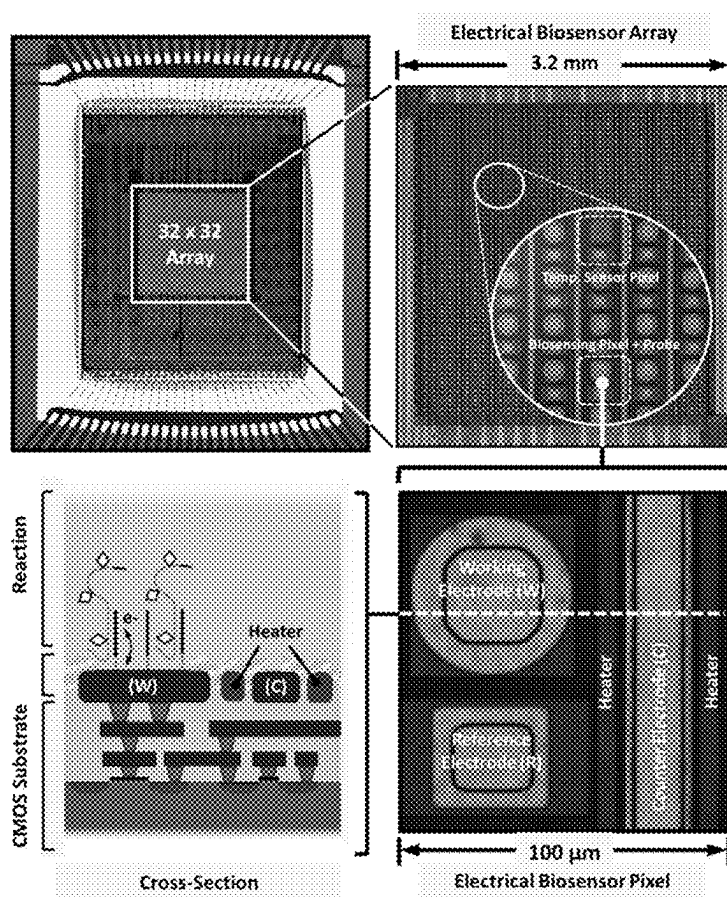 Electrical Biosensor Array
3.2 mm
32 x 32
Array
Temp. Sensor Pixel
Biosensing Pixel + Probe
Reaction
CMOS Substrate
e-
Heater
(W)
(C)
Cross-Section
Working
Electrode (W)
Reference
Electrode (R)
Heater
Counter Electrode (C)
Heater
100 µm
Electrical Biosensor Pixel